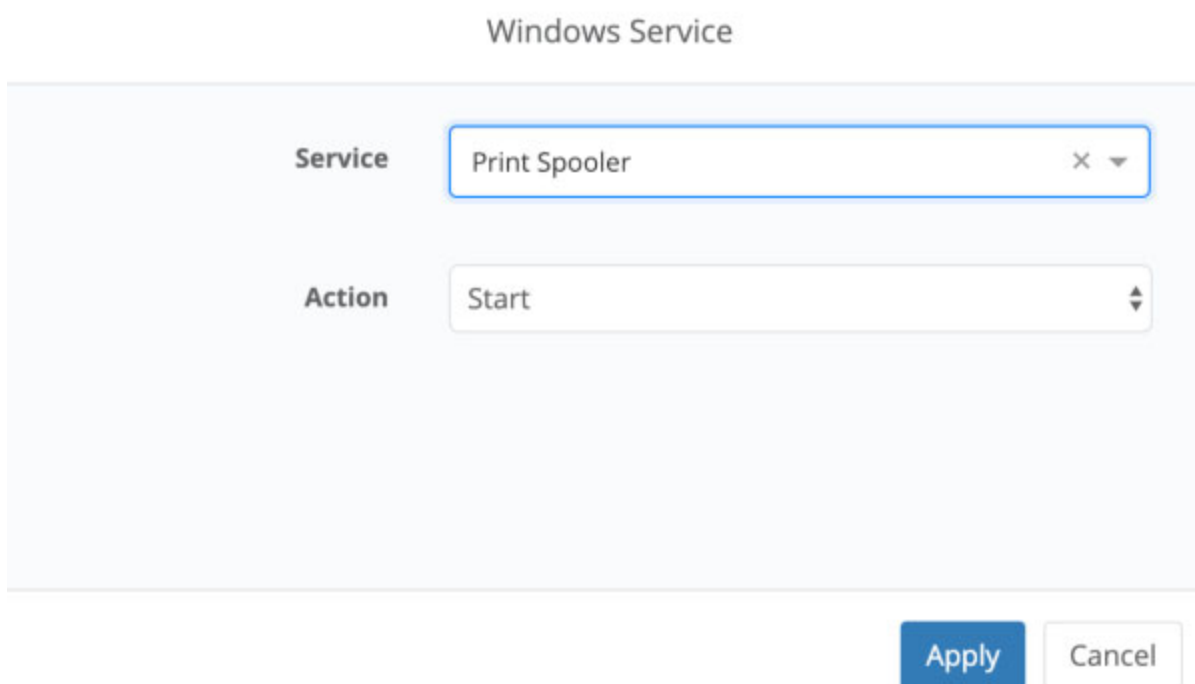 Windows Service
Service Print Spooler
Action Start
Apply Cancel